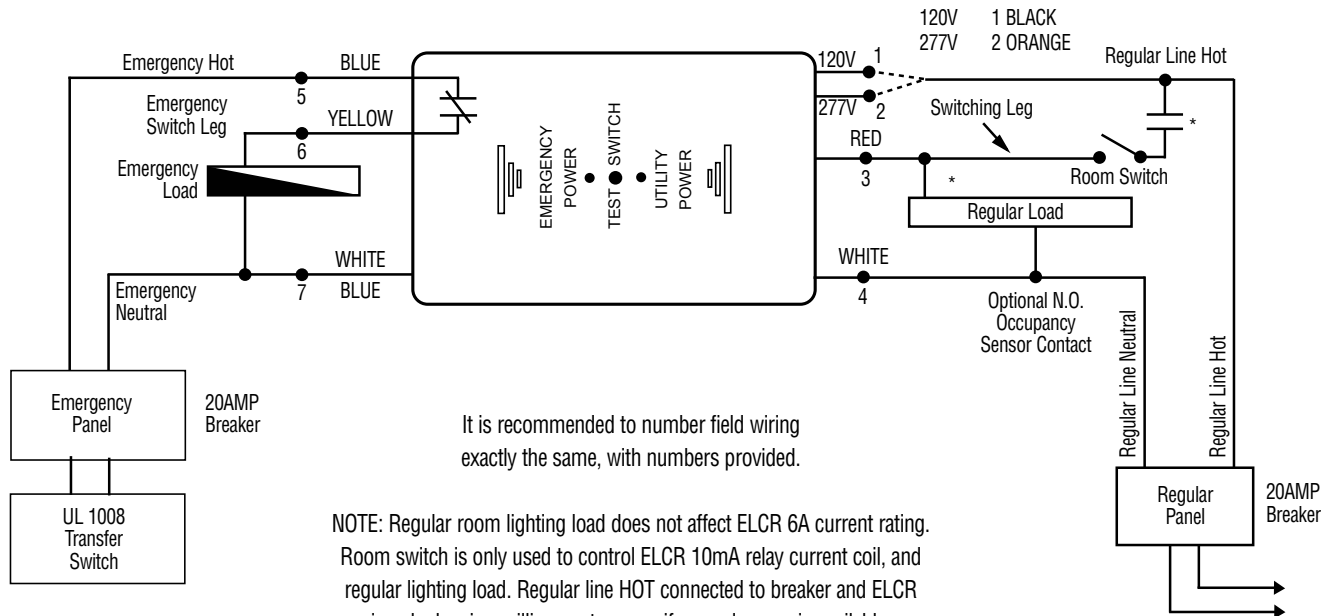 120V 1 BLACK
277V 2 ORANGE
Emergency Hot
BLUE
5
Emergency
Switch Leg
YELLOW
6
Emergency
Load
WHITE
7
BLUE
Emergency
Neutral
Emergency
Panel
20AMP
Breaker
UL 1008
Transfer
Switch
EMERGENCY
POWER
TEST SWITCH
UTILITY
POWER
120V
1
277V
2
Regular Line Hot
*
Switching Leg
RED
3
*
Room Switch
Regular Load
WHITE
4
Optional N.O.
Occupancy
Sensor Contact
Regular Line Neutral
Regular Line Hot
Regular
Panel
20AMP
Breaker
It is recommended to number field wiring
exactly the same, with numbers provided.
NOTE: Regular room lighting load does not affect ELCR 6A current rating.
Room switch is only used to control ELCR 10mA relay current coil, and
regular lighting load. Regular line HOT connected to breaker and ELCR